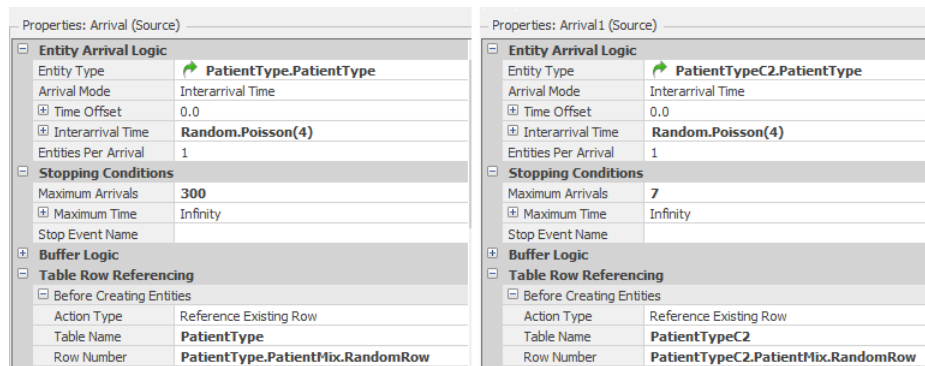 Properties: Arrival (Source)
Entity Arrival Logic
Entity Type PatientType.PatientType
Arrival Mode Interarrival Time
Time Offset 0.0
Interarrival Time Random.Poisson(4)
Entities Per Arrival 1
Stopping Conditions
Maximum Arrivals 300
Maximum Time Infinity
Stop Event Name
Buffer Logic
Table Row Referencing
Before Creating Entities
Action Type Reference Existing Row
Table Name PatientType
Row Number PatientType.PatientMix.RandomRow
Properties: Arrival1 (Source)
Entity Arrival Logic
Entity Type PatientTypeC2.PatientType
Arrival Mode Interarrival Time
Time Offset 0.0
Interarrival Time Random.Poisson(4)
Entities Per Arrival 1
Stopping Conditions
Maximum Arrivals 7
Maximum Time Infinity
Stop Event Name
Buffer Logic
Table Row Referencing
Before Creating Entities
Action Type Reference Existing Row
Table Name PatientTypeC2
Row Number PatientTypeC2.PatientMix.RandomRow